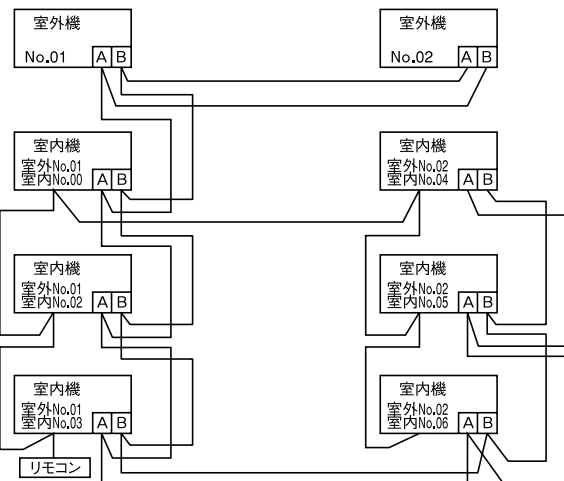 室外機
No.01 A B
室外機
No.02 A B
室内機
室外No.01
室内No.00 A B
室内機
室外No.02
室内No.04 A B
室内機
室外No.01
室内No.02 A B
室内機
室外No.02
室内No.05 A B
室内機
室外No.01
室内No.03 A B
室内機
室外No.02
室内No.06 A B
リモコン